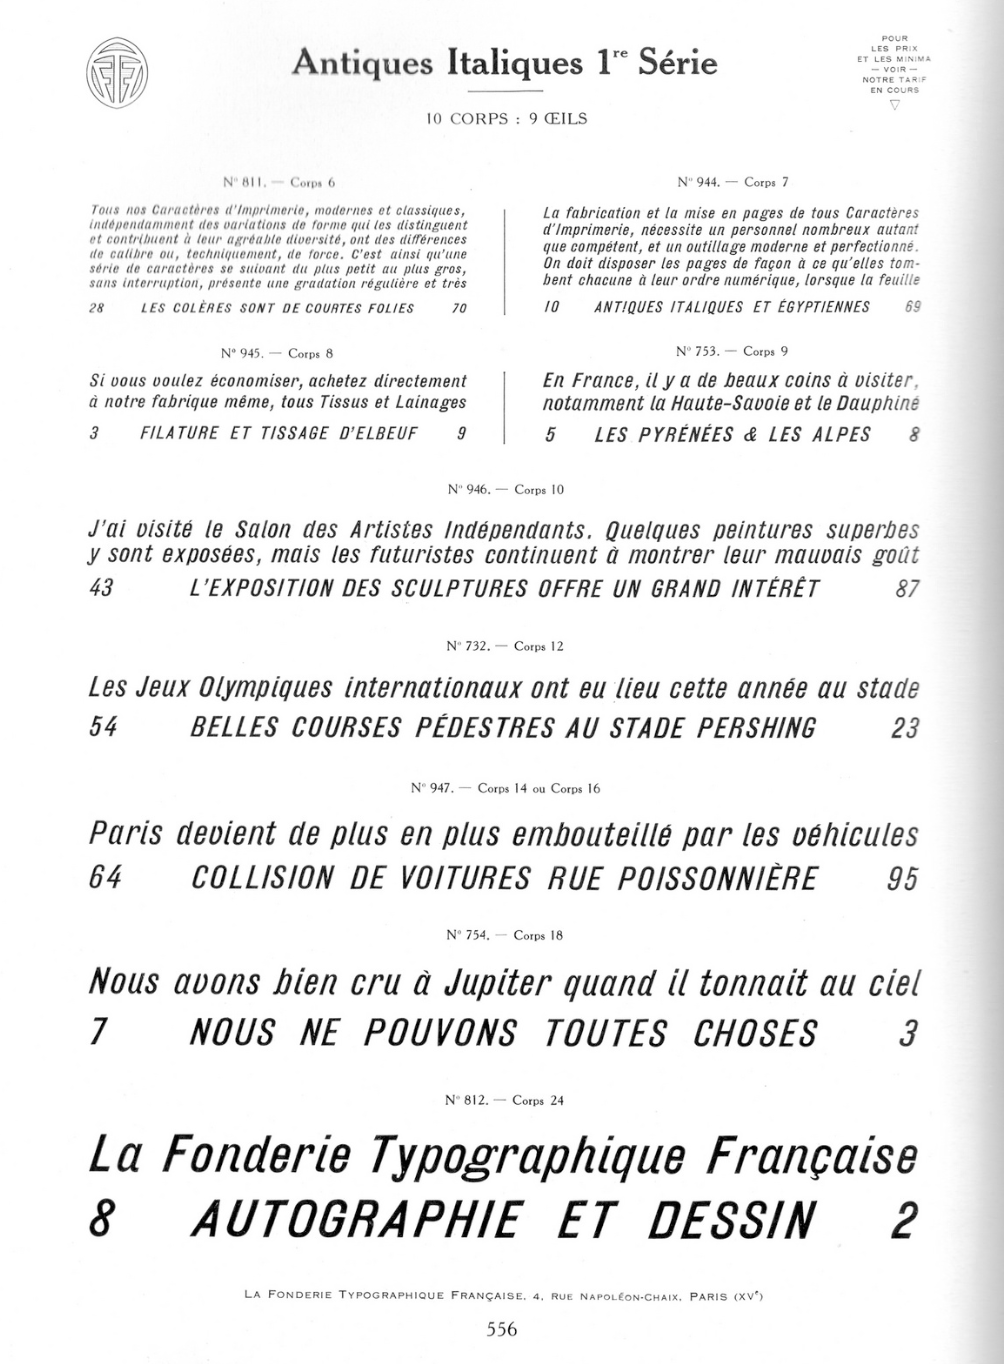 Antiques Italiques 1re Série
POUR
LES PRIX
ET LES MINIMA
— VOIR —
NOTRE TARIF
EN COURS
10 CORPS : 9 ŒILS
N° 811. — Corps 6
Tous nos Caractères d'Imprimerie, modernes et classiques,
indépendamment des variations de forme qui les distinguent
et contribuent à leur agréable diversité, ont des différences
de calibre ou, techniquement, de force. C'est ainsi qu'une
série de caractères se suivant du plus petit au plus gros,
sans interruption, présente une gradation régulière et très
28 LES COLÈRES SONT DE COURTES FOLIES 70
N° 944. — Corps 7
La fabrication et la mise en pages de tous Caractères
d'Imprimerie, nécessite un personnel nombreux autant
que compétent, et un outillage moderne et perfectionné.
On doit disposer les pages de façon à ce qu'elles tom-
bent chacune à leur ordre numérique, lorsque la feuille
10 ANTIQUES ITALIQUES ET ÉGYPTIENNES 69
N° 945. — Corps 8
Si vous voulez économiser, achetez directement
à notre fabrique même, tous Tissus et Lainages
3 FILATURE ET TISSAGE D'ELBEUF 9
N° 753. — Corps 9
En France, il y a de beaux coins à visiter,
notamment la Haute-Savoie et le Dauphiné
5 LES PYRÉNÉES & LES ALPES 8
N° 946. — Corps 10
J'ai visité le Salon des Artistes Indépendants. Quelques peintures superbes
y sont exposées, mais les futuristes continuent à montrer leur mauvais goût
43 L'EXPOSITION DES SCULPTURES OFFRE UN GRAND INTÉRÊT 87
N° 732. — Corps 12
Les Jeux Olympiques internationaux ont eu lieu cette année au stade
54 BELLES COURSES PÉDESTRES AU STADE PERSHING 23
N° 947. — Corps 14 ou Corps 16
Paris devient de plus en plus embouteillé par les véhicules
64 COLLISION DE VOITURES RUE POISSONNIÈRE 95
N° 754. — Corps 18
Nous avons bien cru à Jupiter quand il tonnait au ciel
7 NOUS NE POUVONS TOUTES CHOSES 3
N° 812. — Corps 24
La Fonderie Typographique Française
8 AUTOGRAPHIE ET DESSIN 2
LA FONDERIE TYPOGRAPHIQUE FRANÇAISE, 4, RUE NAPOLÉON-CHAIX, PARIS (XVe)
556